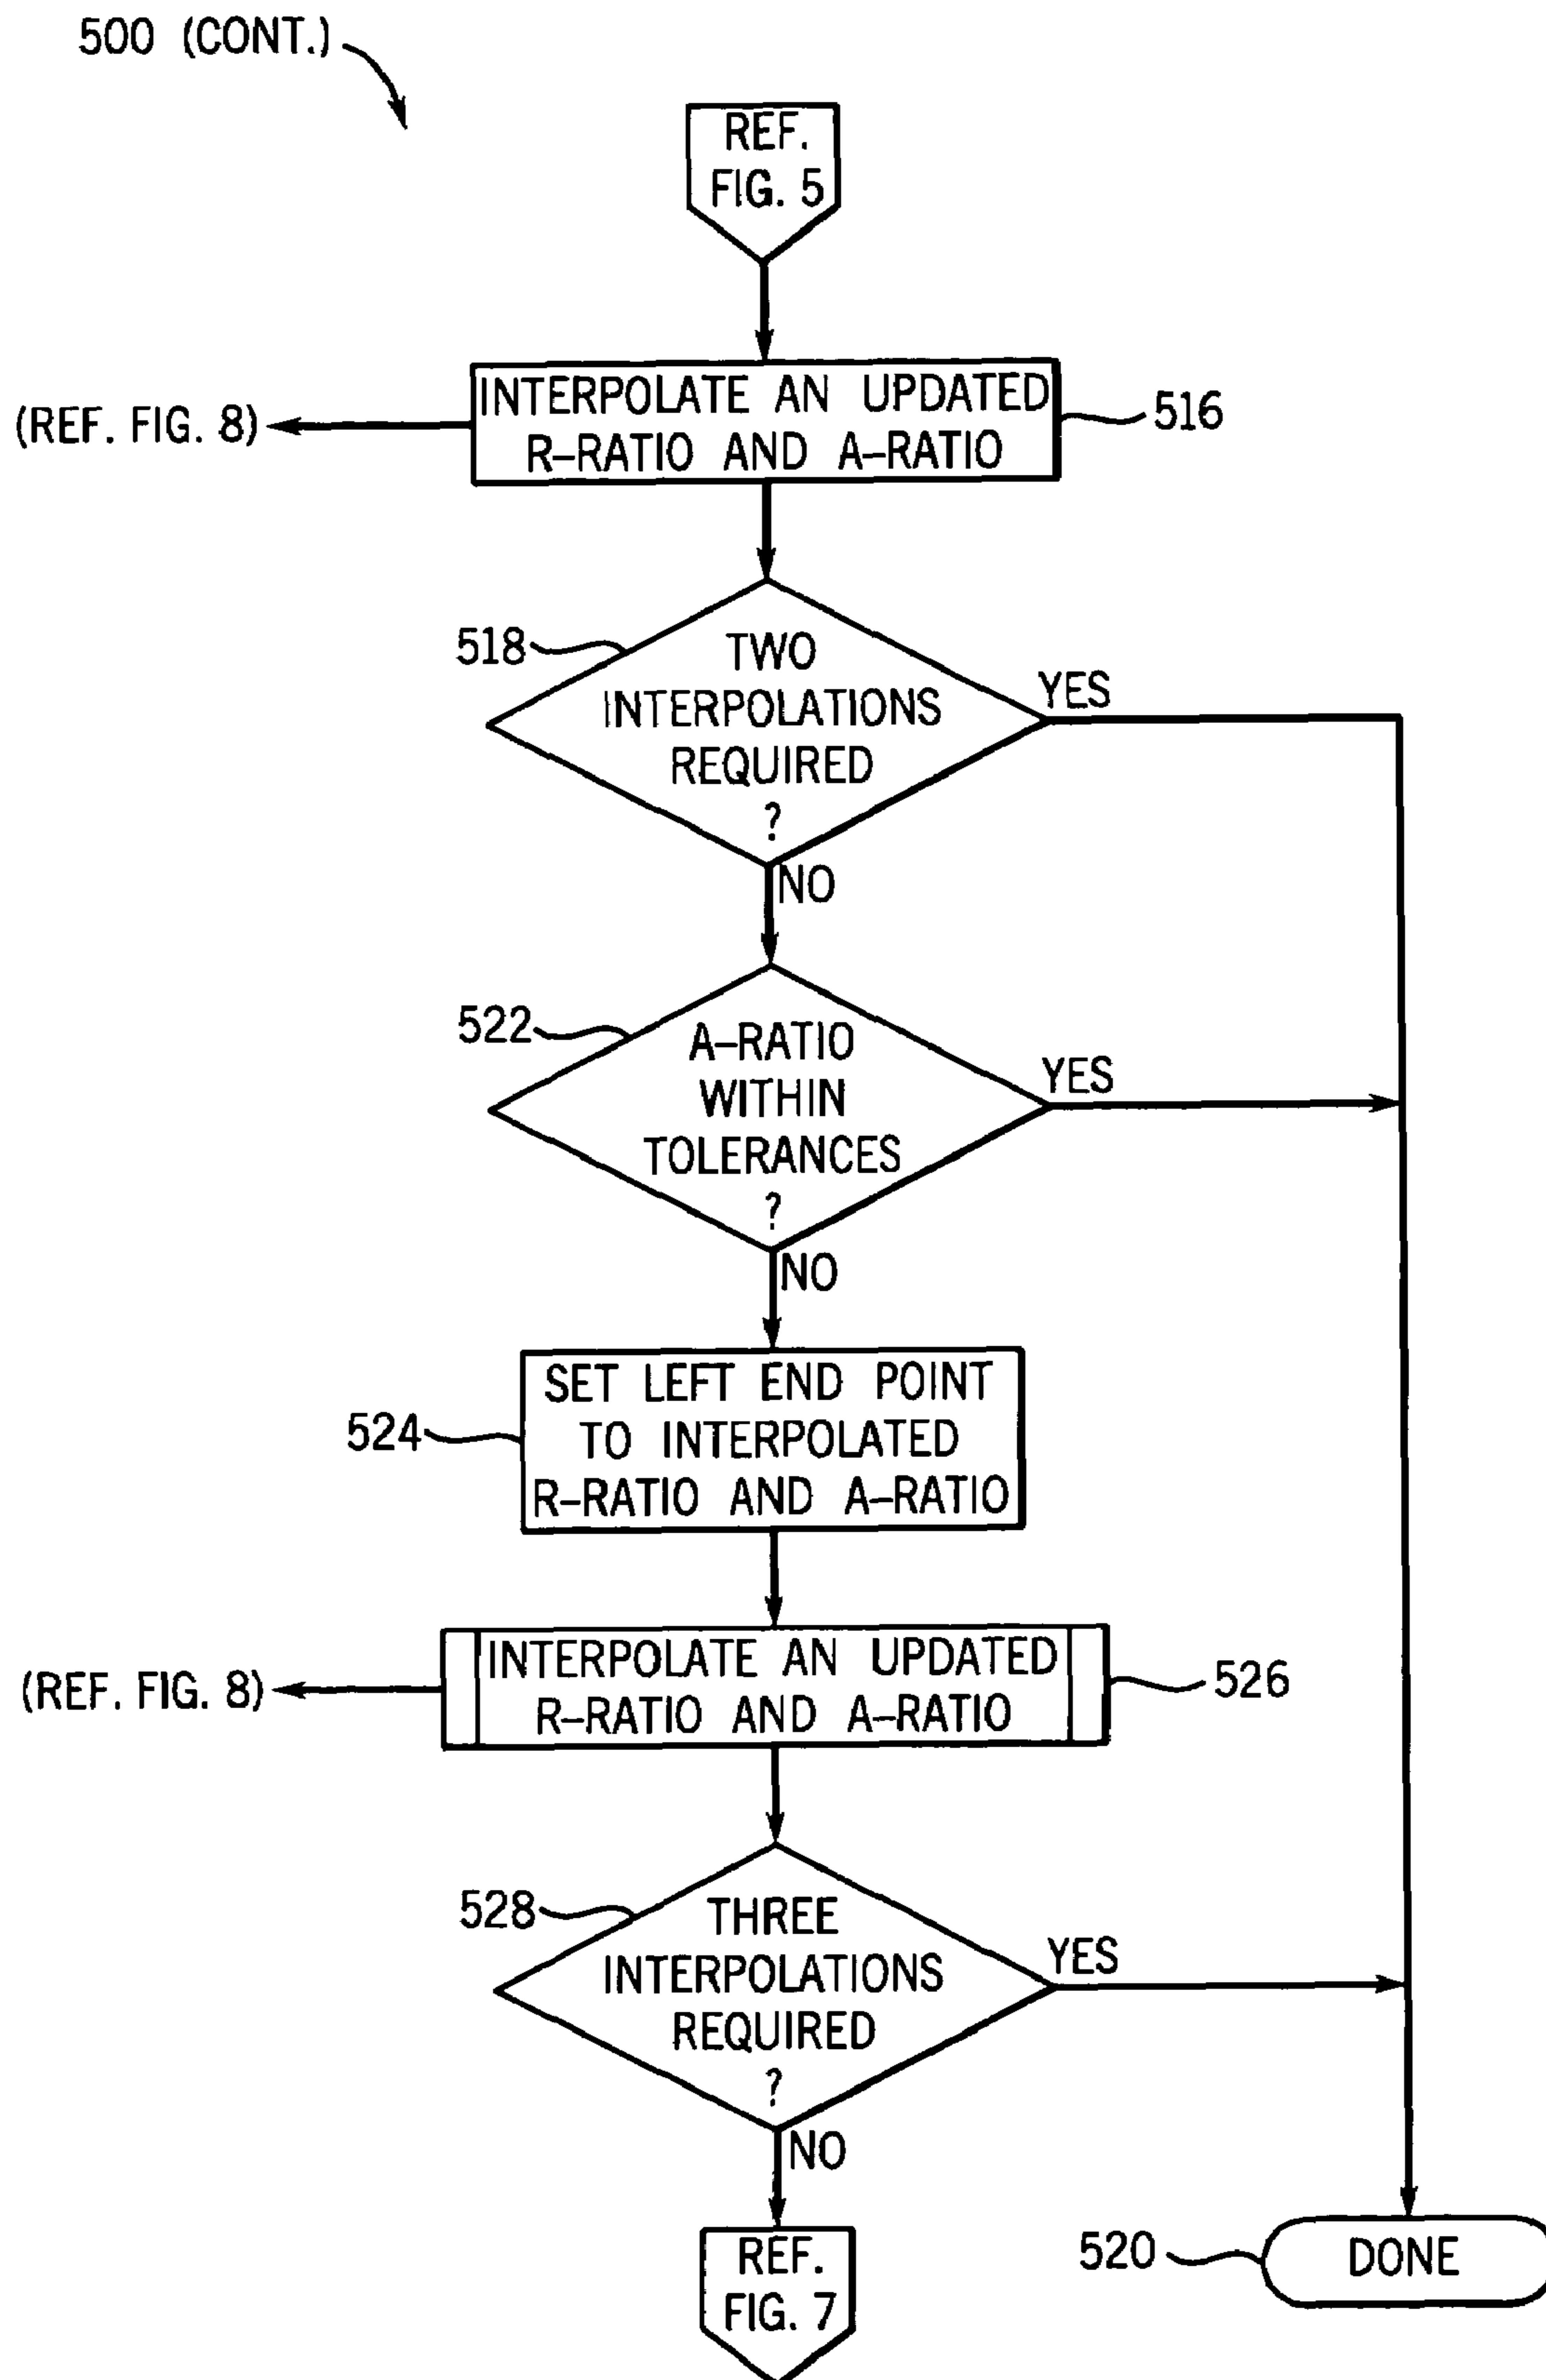 500 (CONT.)
REF.
FIG. 5
INTERPOLATE AN UPDATED
R-RATIO AND A-RATIO
(REF. FIG. 8)
516
518
TWO
INTERPOLATIONS
REQUIRED
?
YES
NO
522
A-RATIO
WITHIN
TOLERANCES
?
YES
NO
524
SET LEFT END POINT
TO INTERPOLATED
R-RATIO AND A-RATIO
(REF. FIG. 8)
INTERPOLATE AN UPDATED
R-RATIO AND A-RATIO
526
528
THREE
INTERPOLATIONS
REQUIRED
?
YES
NO
REF.
FIG. 7
520
DONE